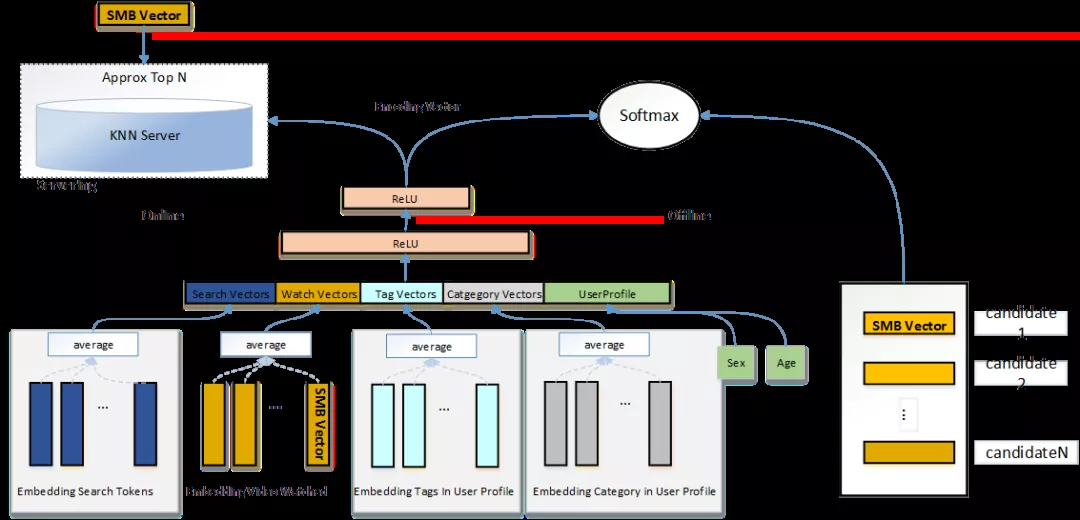 SMB Vector
Approx Top N
KNN Server
Servering
Encoding Vector
Softmax
Online
Offline
ReLU
ReLU
Search Vectors
Watch Vectors
Tag Vectors
Catgegory Vectors
UserProfile
average
average
average
average
Sex
Age
...
....
SMB Vector
...
...
Embedding Search Tokens
Embedding Video Watched
Embedding Tags In User Profile
Embedding Category in User Profile
SMB Vector
candidate
1
candidate
2
...
candidateN